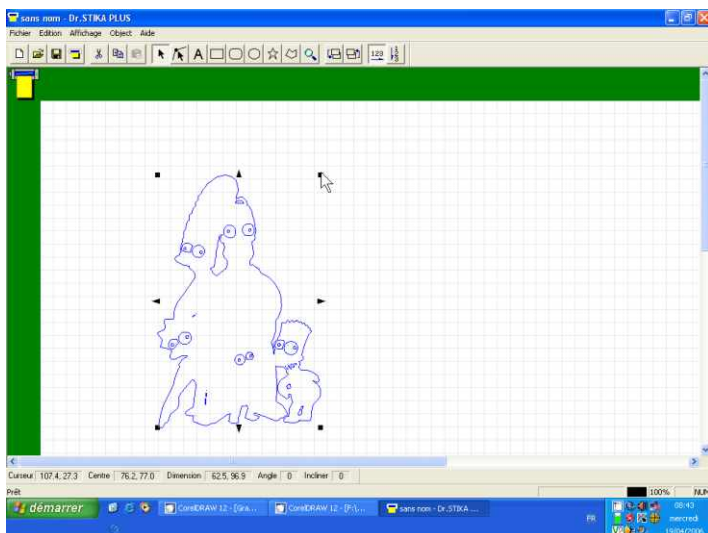 sans nom - Dr.STIKA PLUS
Fichier Edition Affichage Object Aide
A 123
Curseur 107.4, 27.3 Centre 76.2, 77.0 Dimension 62.5, 96.9 Angle 0 Incliner 0
Prêt 100% NUM
démarrer CorelDRAW 12 - [Gra... CorelDRAW 12 - [P:\... sans nom - Dr.STIKA ... FR 08:43
mercredi
19/04/2006